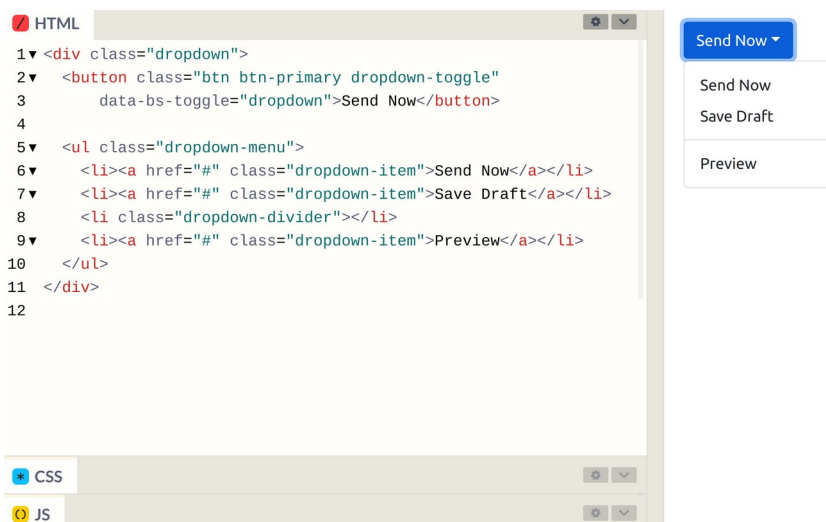 / HTML
1▼ <div class="dropdown">
2▼   <button class="btn btn-primary dropdown-toggle"
3        data-bs-toggle="dropdown">Send Now</button>
4
5▼   <ul class="dropdown-menu">
6▼     <li><a href="#" class="dropdown-item">Send Now</a></li>
7▼     <li><a href="#" class="dropdown-item">Save Draft</a></li>
8      <li class="dropdown-divider"></li>
9▼     <li><a href="#" class="dropdown-item">Preview</a></li>
10   </ul>
11 </div>
12
* CSS
() JS
Send Now
Send Now
Save Draft
Preview